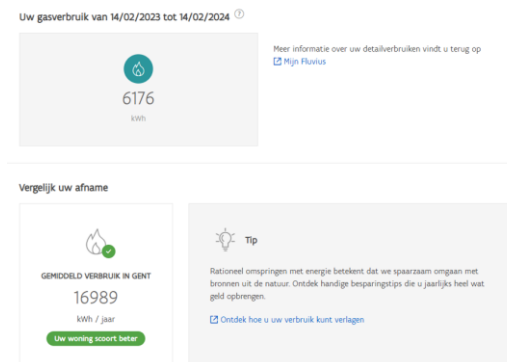 Uw gasverbruik van 14/02/2023 tot 14/02/2024 ?
Meer informatie over uw detailverbruiken vindt u terug op
Mijn Fluvius
6176
kWh
Vergelijk uw afname
GEMIDDELD VERBRUIK IN GENT
16989
kWh / jaar
Uw woning scoort beter
Tip
Rationeel omspringen met energie betekent dat we spaarzaam omgaan met
bronnen uit de natuur. Ontdek handige besparingstips die u jaarlijks heel wat
geld opbrengen.
Ontdek hoe u uw verbruik kunt verlagen